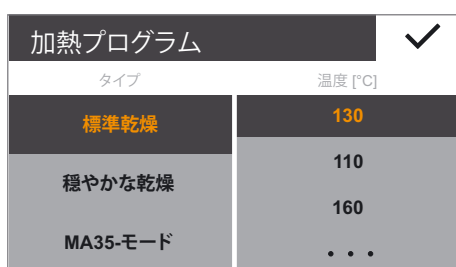 加熱プログラム
タイプ 温度 [°C]
標準乾燥 130
穏やかな乾燥 110
160
MA35-モード . . .